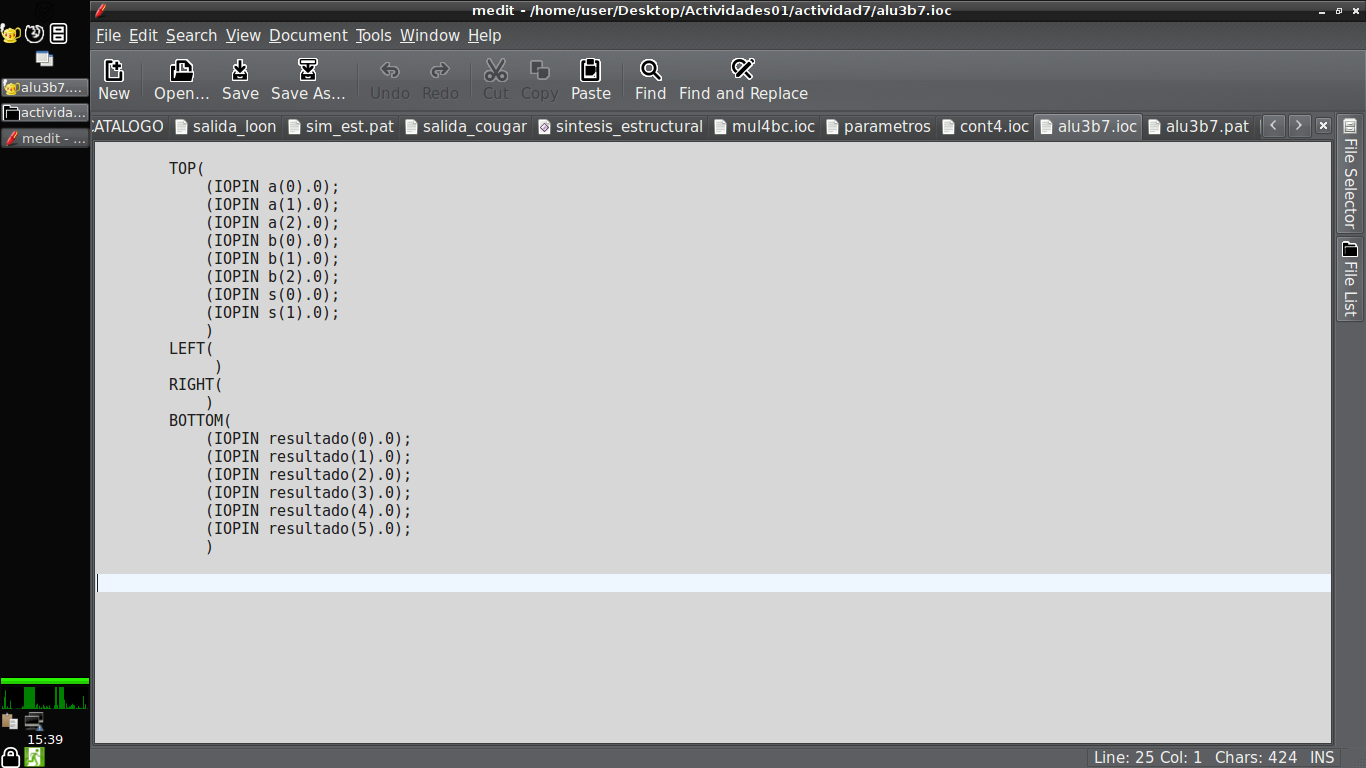 medit - /home/user/Desktop/Actividades01/actividad7/alu3b7.ioc
File Edit Search View Document Tools Window Help
New Open... Save Save As... Undo Redo Cut Copy Paste Find Find and Replace
CATALOGO salida_loon sim_est.pat salida_cougar sintesis_estructural mul4bc.ioc parametros cont4.ioc alu3b7.ioc alu3b7.pat
TOP(
(IOPIN a(0).0);
(IOPIN a(1).0);
(IOPIN a(2).0);
(IOPIN b(0).0);
(IOPIN b(1).0);
(IOPIN b(2).0);
(IOPIN s(0).0);
(IOPIN s(1).0);
)
LEFT(
)
RIGHT(
)
BOTTOM(
(IOPIN resultado(0).0);
(IOPIN resultado(1).0);
(IOPIN resultado(2).0);
(IOPIN resultado(3).0);
(IOPIN resultado(4).0);
(IOPIN resultado(5).0);
)
File Selector
File List
Line: 25 Col: 1 Chars: 424 INS
alu3b7....
activida...
medit - ...
15:39